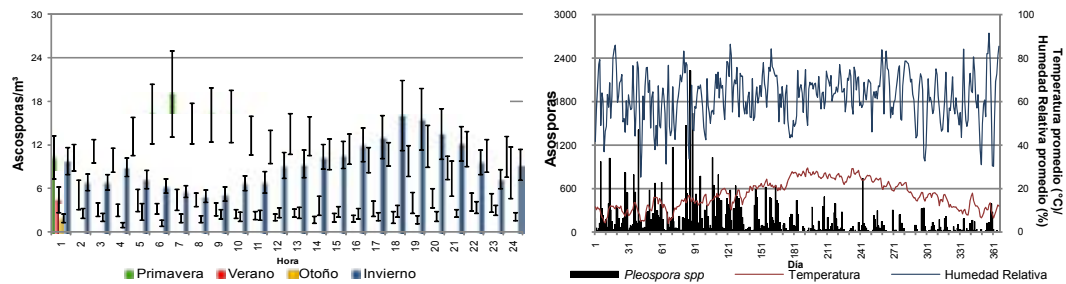 Ascosporas/m³
30
24
18
12
6
0
1 2 3 4 5 6 7 8 9 10 11 12 13 14 15 16 17 18 19 20 21 22 23 24
Hora
Primavera Verano Otoño Invierno
Ascosporas
3000
2400
1800
1200
600
0
100
80
60
40
20
0
Temperatura promedio (°C)/
Humedad Relativa promedio
(%)
1 31 61 91 121 151 181 211 241 271 301 331 361
Día
Pleospora spp Temperatura Humedad Relativa